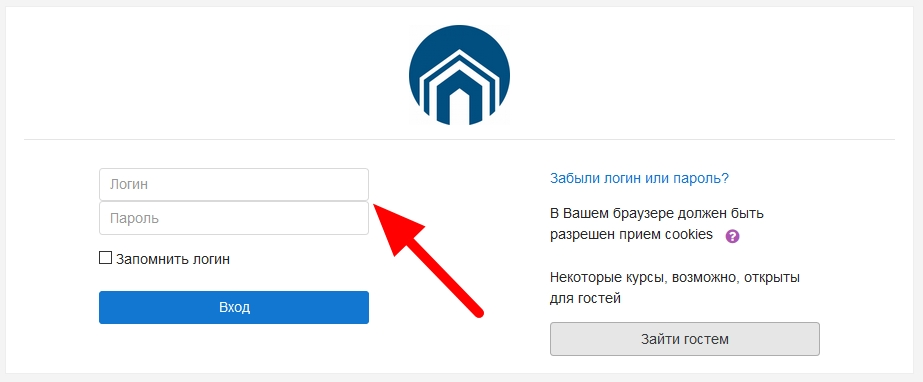 Логин
Пароль
Запомнить логин
Вход
Забыли логин или пароль?
В Вашем браузере должен быть
разрешен прием cookies ?
Некоторые курсы, возможно, открыты
для гостей
Зайти гостем